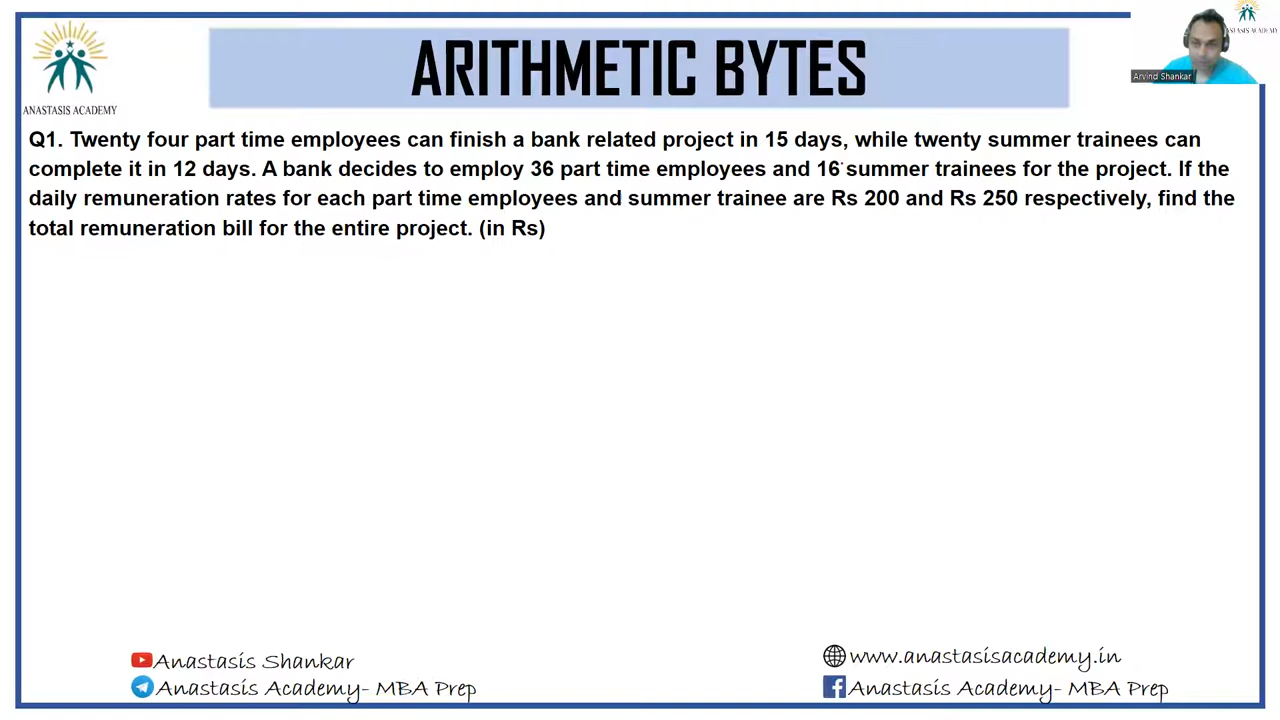 ARITHMETIC BYTES
ANASTASIS ACADEMY
Arvind Shankar
Q1. Twenty four part time employees can finish a bank related project in 15 days, while twenty summer trainees can
complete it in 12 days. A bank decides to employ 36 part time employees and 16 summer trainees for the project. If the
daily remuneration rates for each part time employees and summer trainee are Rs 200 and Rs 250 respectively, find the
total remuneration bill for the entire project. (in Rs)
Anastasis Shankar
www.anastasisacademy.in
Anastasis Academy- MBA Prep
Anastasis Academy- MBA Prep